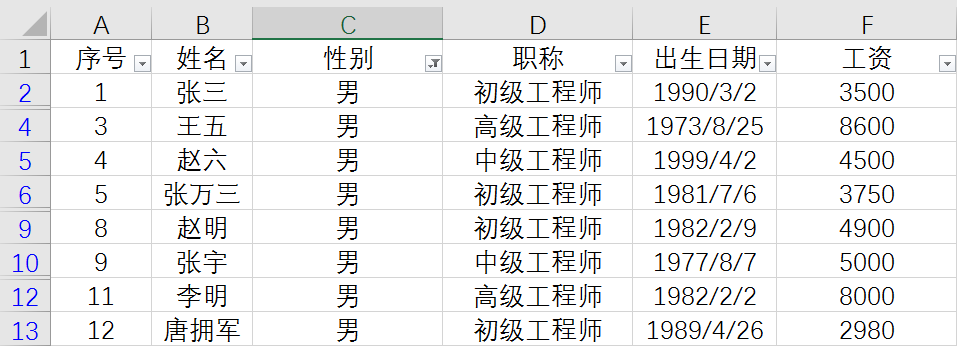 A B C D E F
1 序号 姓名 性别 职称 出生日期 工资
2 1 张三 男 初级工程师 1990/3/2 3500
4 3 王五 男 高级工程师 1973/8/25 8600
5 4 赵六 男 中级工程师 1999/4/2 4500
6 5 张万三 男 初级工程师 1981/7/6 3750
9 8 赵明 男 初级工程师 1982/2/9 4900
10 9 张宇 男 中级工程师 1977/8/7 5000
12 11 李明 男 高级工程师 1982/2/2 8000
13 12 唐拥军 男 初级工程师 1989/4/26 2980